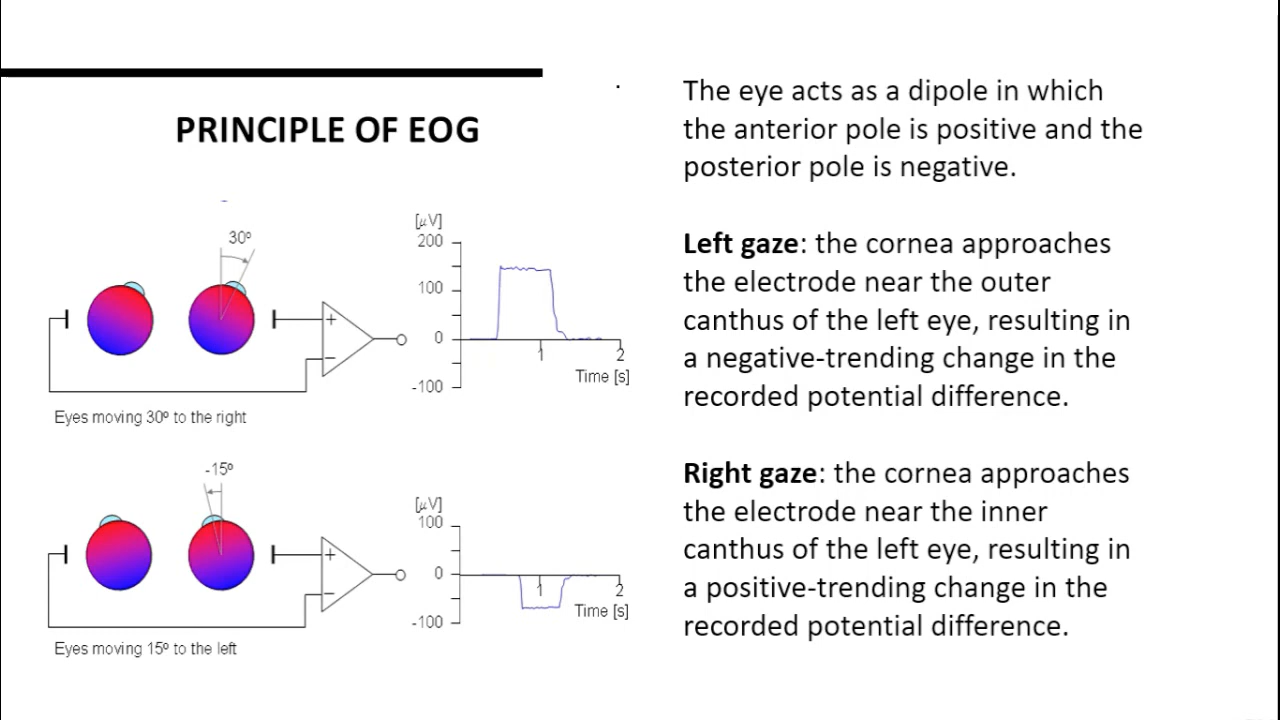 PRINCIPLE OF EOG
30º
[μV]
200
100
0
-100
1
2
Time [s]
+
−
Eyes moving 30º to the right
-15º
[μV]
100
0
-100
1
2
Time [s]
+
−
Eyes moving 15º to the left
The eye acts as a dipole in which
the anterior pole is positive and the
posterior pole is negative.
Left gaze: the cornea approaches
the electrode near the outer
canthus of the left eye, resulting in
a negative-trending change in the
recorded potential difference.
Right gaze: the cornea approaches
the electrode near the inner
canthus of the left eye, resulting in
a positive-trending change in the
recorded potential difference.